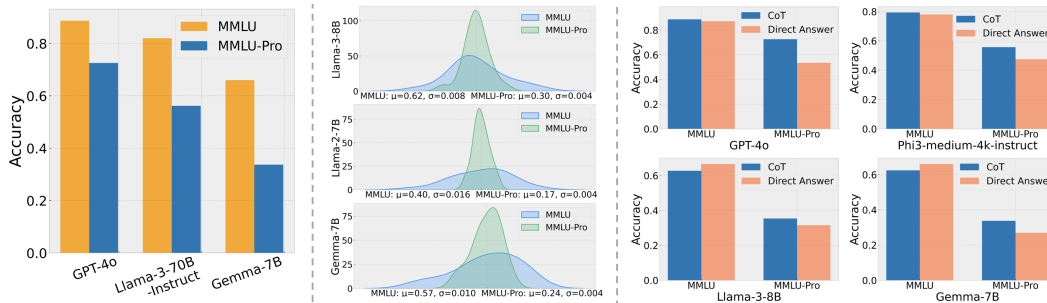 Accuracy
0.8
0.6
0.4
0.2
0.0
MMLU
MMLU-Pro
GPT-4o
Llama-3-70B
-Instruct
Gemma-7B
Llama-3-8B
100
50
0
MMLU
MMLU-Pro
MMLU: μ=0.62, σ=0.008 MMLU-Pro: μ=0.30, σ=0.004
Llama-2-7B
75
50
25
0
MMLU
MMLU-Pro
MMLU: μ=0.40, σ=0.016 MMLU-Pro: μ=0.17, σ=0.004
Gemma-7B
75
50
25
0
MMLU
MMLU-Pro
MMLU: μ=0.57, σ=0.010 MMLU-Pro: μ=0.24, σ=0.004
Accuracy
1.0
0.8
0.6
0.4
0.2
0.0
CoT
Direct Answer
MMLU MMLU-Pro
GPT-4o
Accuracy
0.8
0.6
0.4
0.2
0.0
CoT
Direct Answer
MMLU MMLU-Pro
Phi3-medium-4k-instruct
Accuracy
0.6
0.4
0.2
0.0
CoT
Direct Answer
MMLU MMLU-Pro
Llama-3-8B
Accuracy
0.6
0.4
0.2
0.0
CoT
Direct Answer
MMLU MMLU-Pro
Gemma-7B